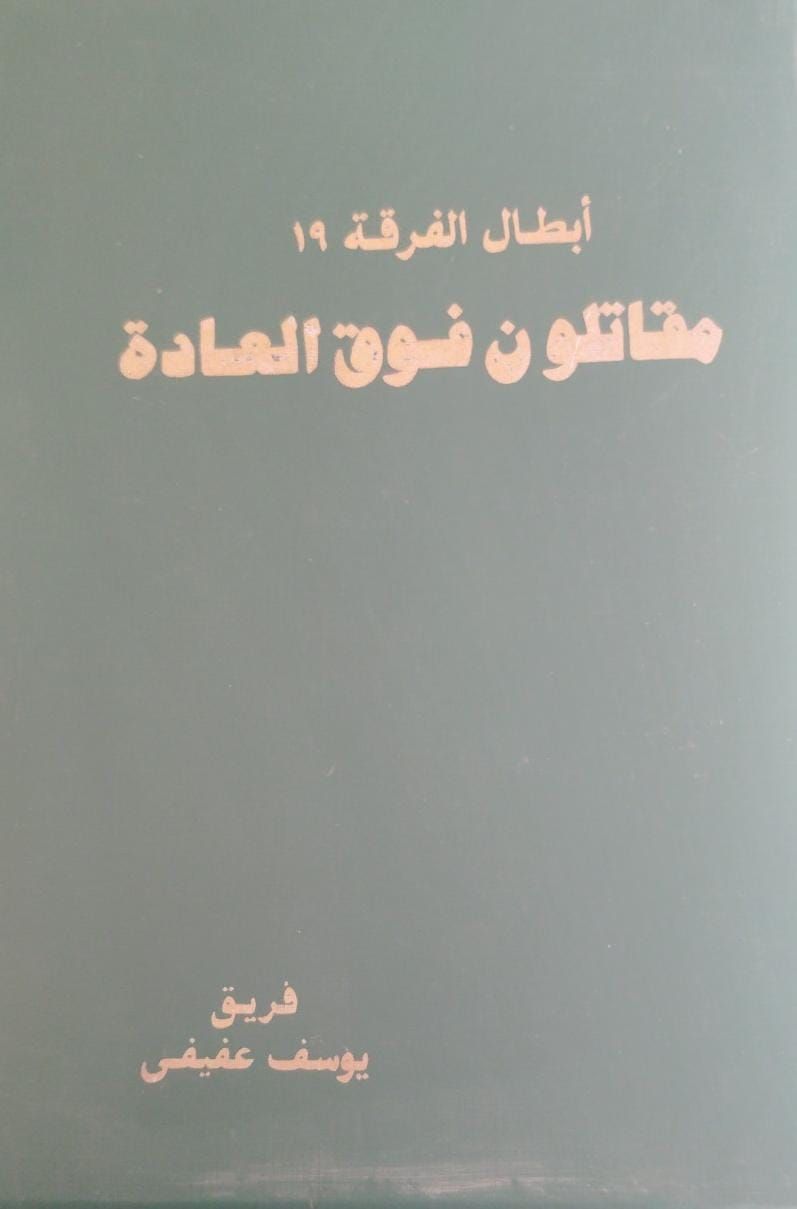 أبطال الفرقة ١٩
مقاتلون فوق العادة
فريق
يوسف عفيفى